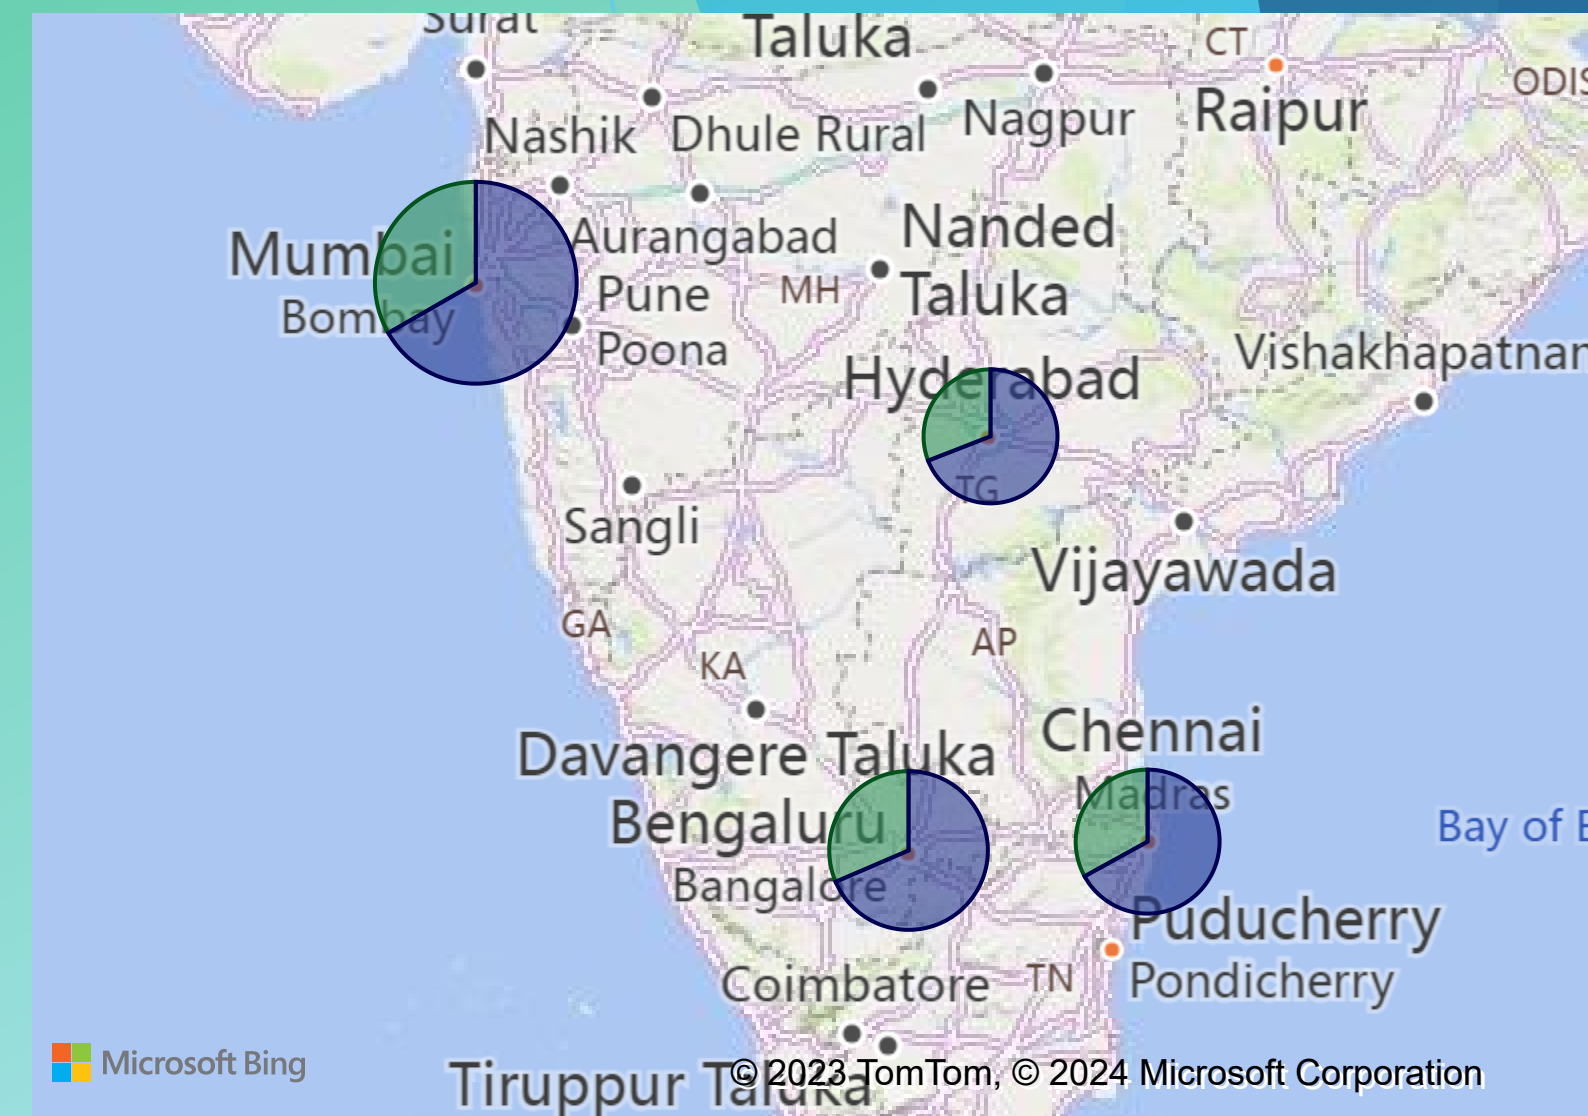 Surat
Taluka
CT
ODIS
Nashik
Dhule Rural
Nagpur
Raipur
Mumbai
Bombay
Aurangabad
Pune
Poona
MH
Nanded
Taluka
Hyderabad
Vishakhapatnam
TG
Sangli
Vijayawada
GA
KA
AP
Davangere Taluka
Bengaluru
Bangalore
Chennai
Madras
Bay of B
Puducherry
Pondicherry
Coimbatore
TN
Microsoft Bing
Tiruppur Taluka
© 2023 TomTom, © 2024 Microsoft Corporation